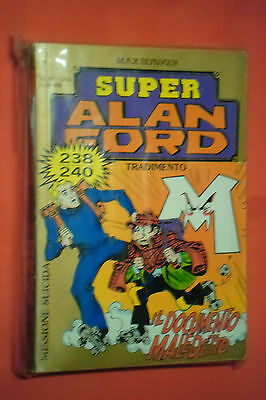 MAX BUNKER
SUPER
ALAN
FORD
238
240
TRADIMENTO
M
MISSIONE SUICIDA
IL DOCUMENTO
MALEDETTO